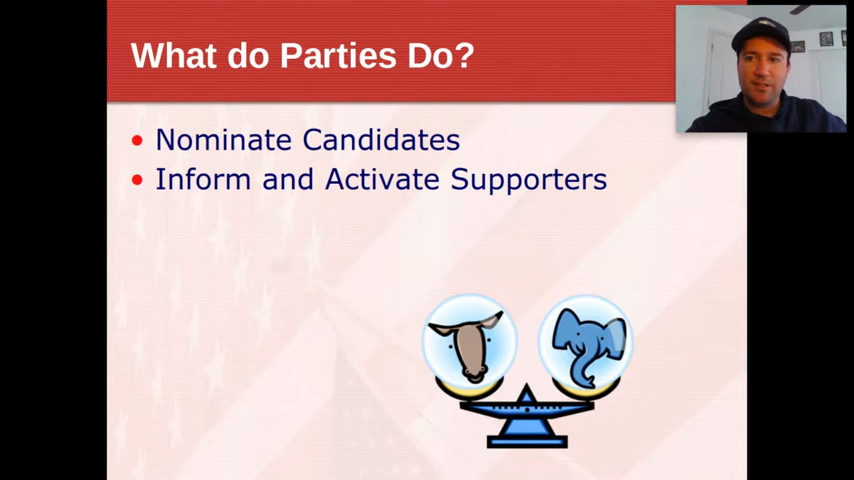 What do Parties Do?
Nominate Candidates
Inform and Activate Supporters